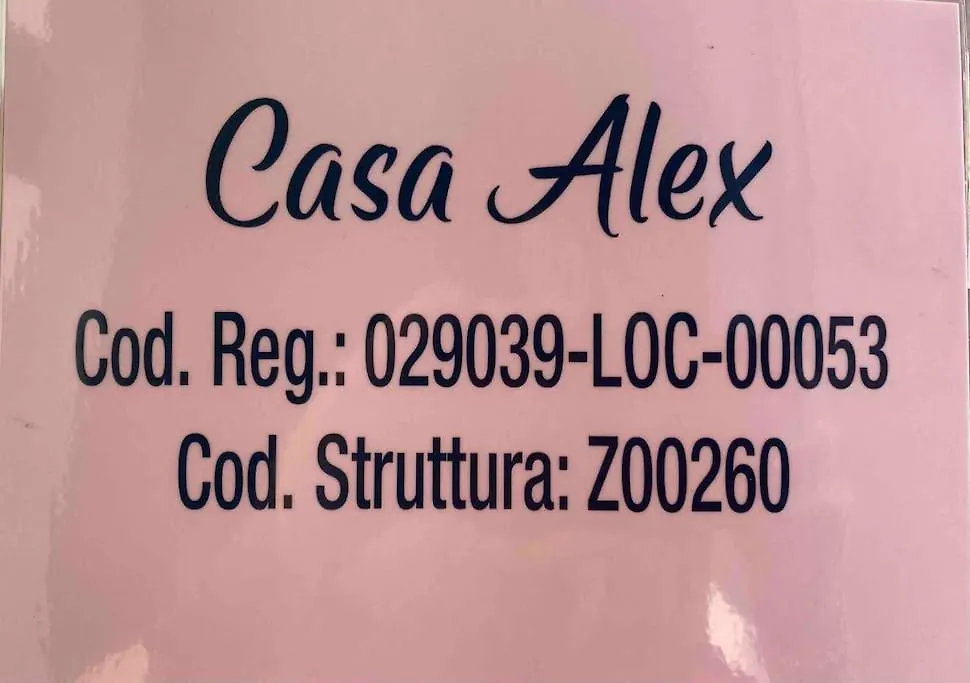 Casa Alex
Cod. Reg.: 029039-LOC-00053
Cod. Struttura: Z00260